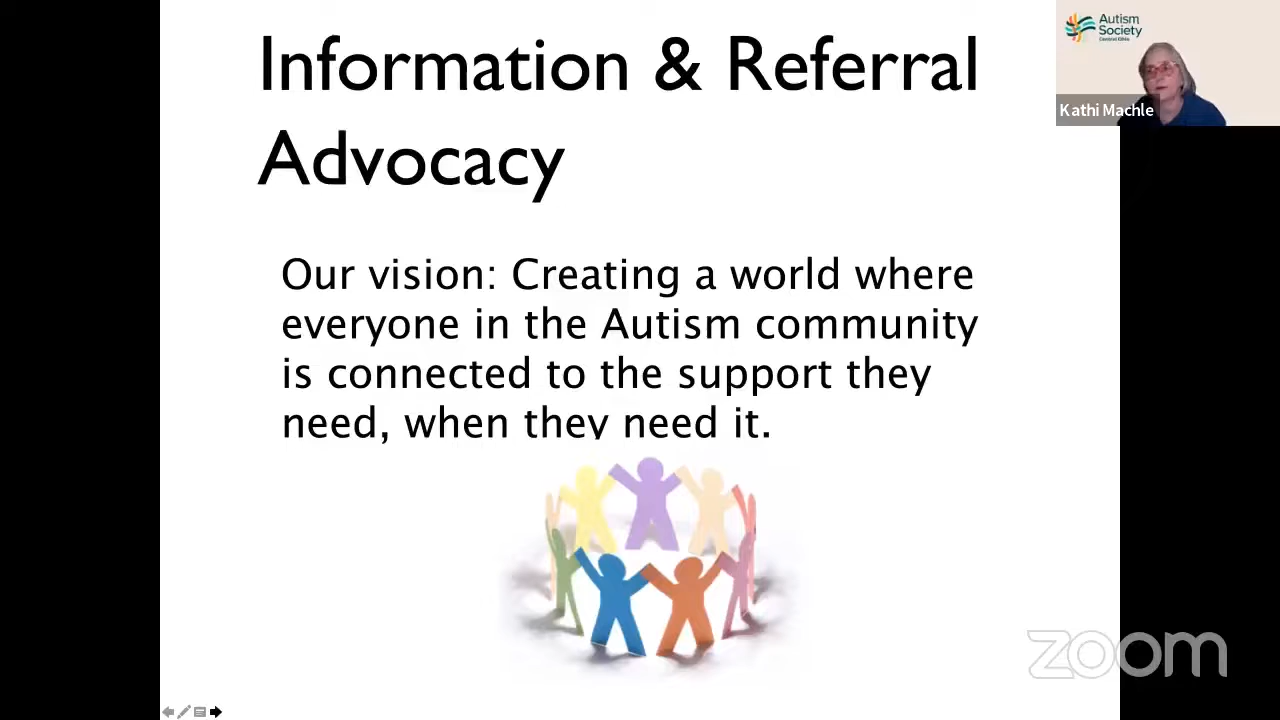 Information & Referral
Advocacy
Our vision: Creating a world where
everyone in the Autism community
is connected to the support they
need, when they need it.
Autism
Society
Central Ohio
Kathi Machle
zoom